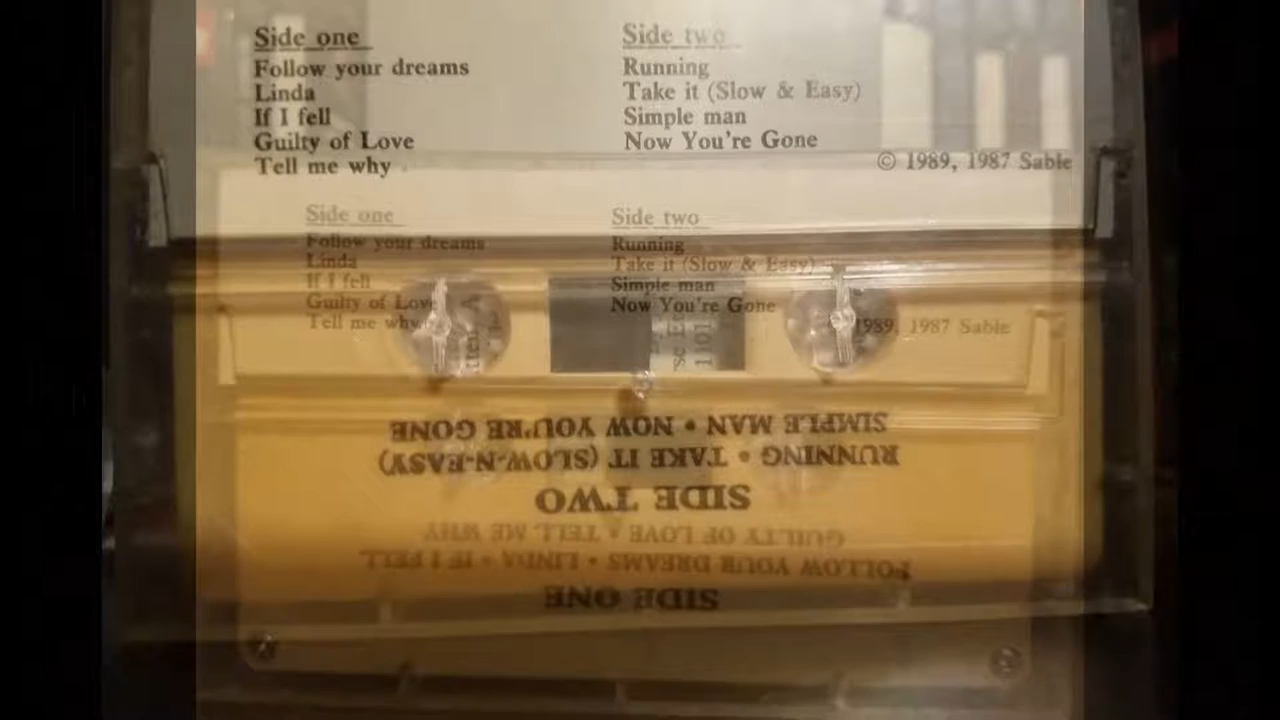 Side one
Follow your dreams
Linda
If I fell
Guilty of Love
Tell me why
Side two
Running
Take it (Slow & Easy)
Simple man
Now You're Gone
© 1989, 1987 Sable
Side one
Follow your dreams
Linda
If I fell
Guilty of Love
Tell me why
Side two
Running
Take it (Slow & Easy)
Simple man
Now You're Gone
1989, 1987 Sable
1101
SIDE ONE
FOLLOW YOUR DREAMS • LINDA • IF I FELL
GUILTY OF LOVE • TELL ME WHY
SIDE TWO
RUNNING • TAKE IT (SLOW-N-EASY)
SIMPLE MAN • NOW YOU'RE GONE